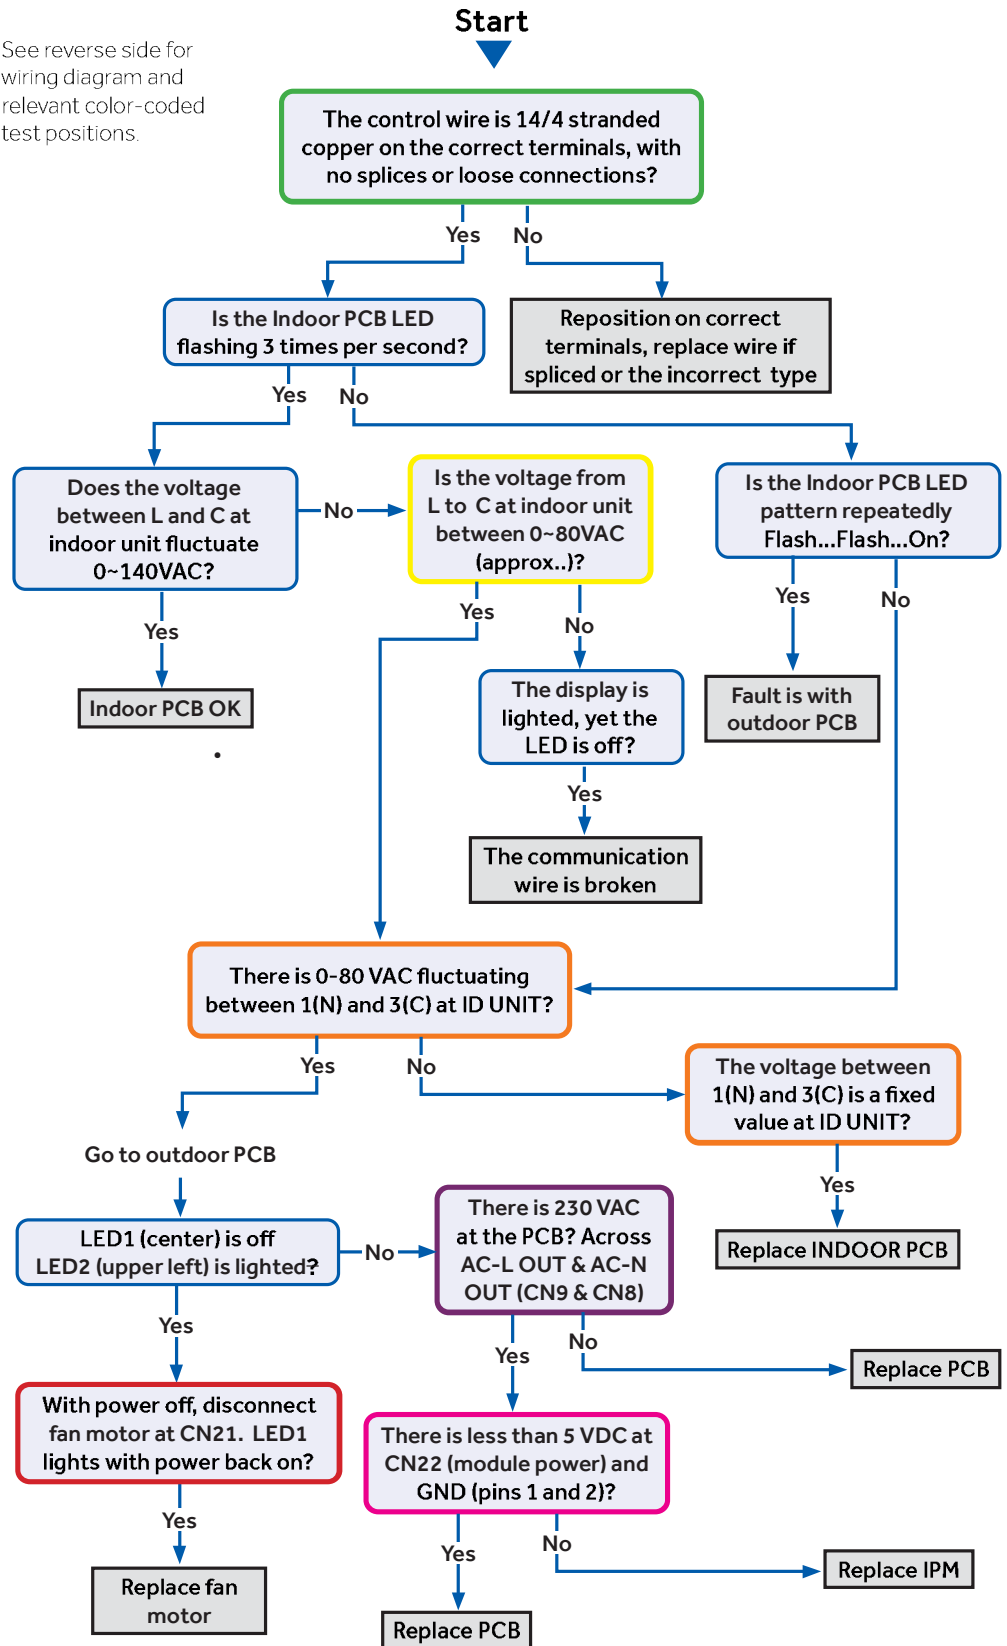 Start
See reverse side for
wiring diagram and
relevant color-coded
test positions.
The control wire is 14/4 stranded
copper on the correct terminals, with
no splices or loose connections?
Yes
No
Is the Indoor PCB LED
flashing 3 times per second?
Reposition on correct
terminals, replace wire if
spliced or the incorrect type
Yes
No
Does the voltage
between L and C at
indoor unit fluctuate
0~140VAC?
No
Is the voltage from
L to C at indoor unit
between 0~80VAC
(approx..)?
Is the Indoor PCB LED
pattern repeatedly
Flash...Flash...On?
Yes
Yes
No
Yes
No
Indoor PCB OK
The display is
lighted, yet the
LED is off?
Fault is with
outdoor PCB
Yes
The communication
wire is broken
There is 0-80 VAC fluctuating
between 1(N) and 3(C) at ID UNIT?
Yes
No
The voltage between
1(N) and 3(C) is a fixed
value at ID UNIT?
Go to outdoor PCB
Yes
Replace INDOOR PCB
LED1 (center) is off
LED2 (upper left) is lighted?
No
There is 230 VAC
at the PCB? Across
AC-L OUT & AC-N
OUT (CN9 & CN8)
Yes
Yes
No
Replace PCB
With power off, disconnect
fan motor at CN21. LED1
lights with power back on?
There is less than 5 VDC at
CN22 (module power) and
GND (pins 1 and 2)?
Yes
Yes
No
Replace fan
motor
Replace IPM
Replace PCB